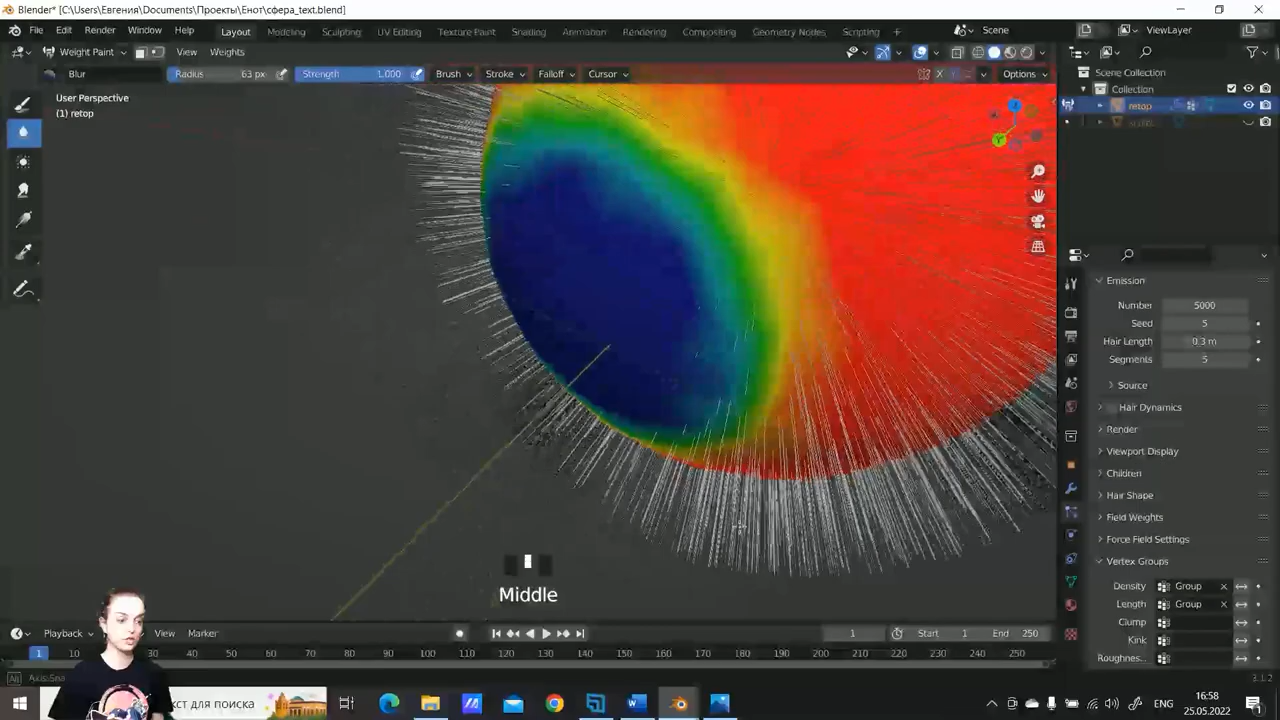 Blender* [C:\Users\Евгения\Documents\Проекты\Енот\сфера_text.blend]
File Edit Render Window Help Layout Modeling Sculpting UV Editing Texture Paint Shading Animation Rendering Compositing Geometry Nodes Scripting + Scene ViewLayer
Weight Paint View Weights
Blur Radius 63 px Strength 1.000 Brush Stroke Falloff Cursor X Options
Scene Collection
Collection
retop
User Perspective
(1) retop
Emission
Number 5000
Seed 5
Hair Length 0.3 m
Segments 5
Source
Hair Dynamics
Render
Viewport Display
Children
Hair Shape
Field Weights
Force Field Settings
Vertex Groups
Density Group
Length Group
Clump
Kink
Roughnes..
Middle
Playback View Marker 1 Start 1 End 250
1 10 50 60 70 80 90 100 110 120 130 140 150 160 170 180 190 200 210 220 230 240 250
3.1.2
кст для поиска
ENG
16:58
25.05.2022